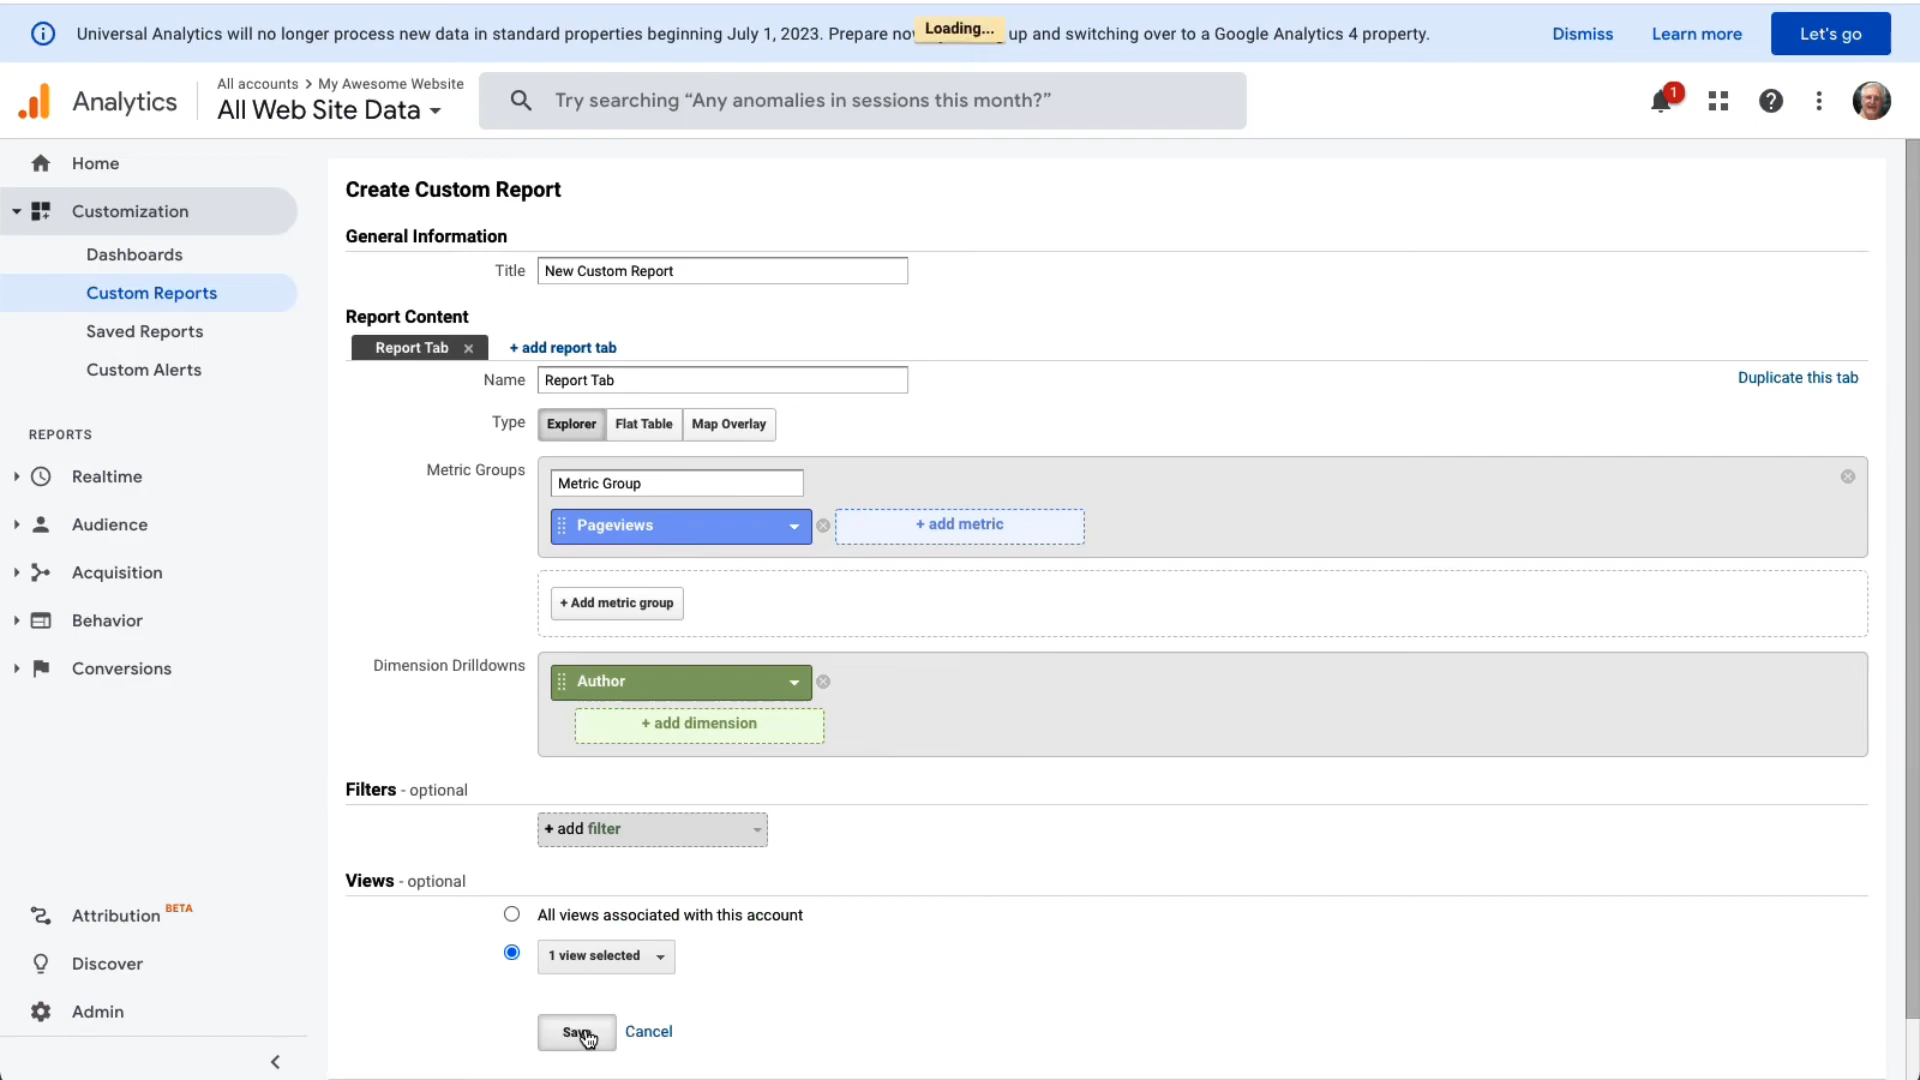 Universal Analytics will no longer process new data in standard properties beginning July 1, 2023. Prepare
Loading...
up and switching over to a Google Analytics 4 property.
Dismiss
Learn more
Let's go
Analytics
All accounts > My Awesome Website
All Web Site Data
Try searching “Any anomalies in sessions this month?”
1
Home
Customization
Dashboards
Custom Reports
Saved Reports
Custom Alerts
REPORTS
Realtime
Audience
Acquisition
Behavior
Conversions
Attribution BETA
Discover
Admin
Create Custom Report
General Information
Title
New Custom Report
Report Content
Report Tab
+ add report tab
Name
Report Tab
Duplicate this tab
Type
Explorer
Flat Table
Map Overlay
Metric Groups
Metric Group
Pageviews
+ add metric
+ Add metric group
Dimension Drilldowns
Author
+ add dimension
Filters - optional
+ add filter
Views - optional
All views associated with this account
1 view selected
Save
Cancel